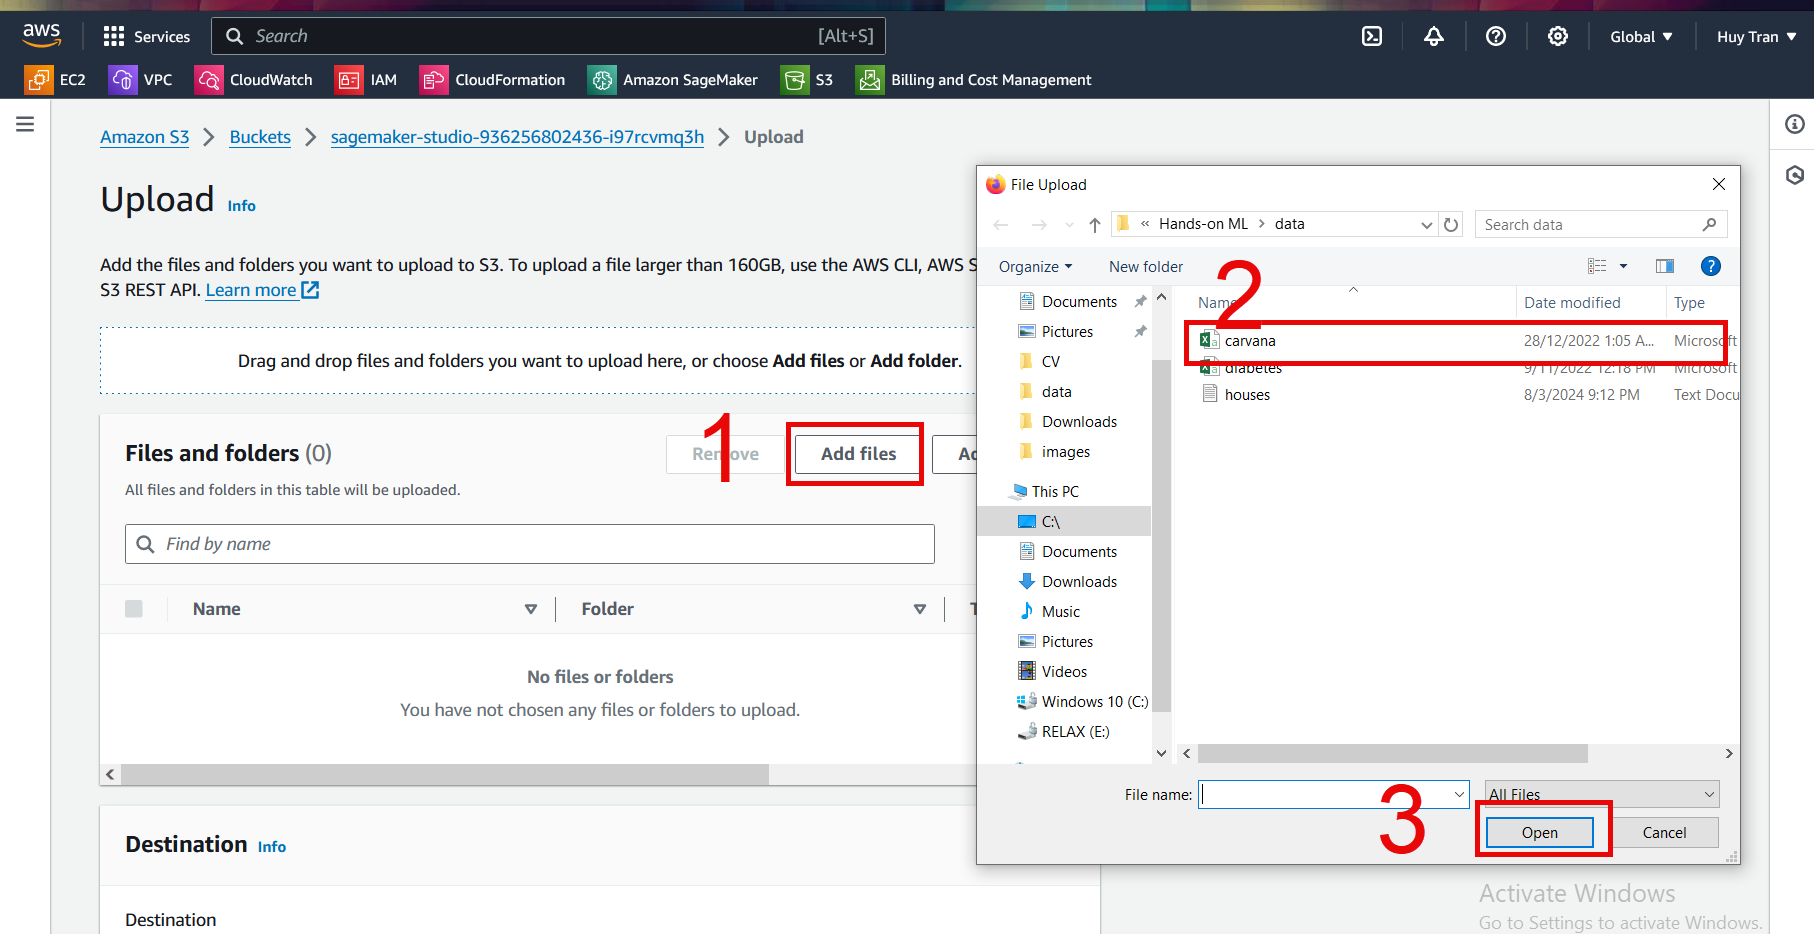 aws Services Search [Alt+S] Global Huy Tran
EC2 VPC CloudWatch IAM CloudFormation Amazon SageMaker S3 Billing and Cost Management
Amazon S3 Buckets sagemaker-studio-936256802436-i97rcvmq3h Upload
Upload Info
Add the files and folders you want to upload to S3. To upload a file larger than 160GB, use the AWS CLI, AWS S
S3 REST API. Learn more
Drag and drop files and folders you want to upload here, or choose Add files or Add folder.
Files and folders (0)
Remove Add files Ad
1
All files and folders in this table will be uploaded.
Find by name
Name Folder T
No files or folders
You have not chosen any files or folders to upload.
Destination Info
Destination
File Upload
« Hands-on ML > data Search data
Organize New folder
2
Name Date modified Type
carvana 28/12/2022 1:05 A... Microsoft
diabetes 9/11/2022 12:18 PM Microsoft
houses 8/3/2024 9:12 PM Text Docu
Documents
Pictures
CV
data
Downloads
images
This PC
C:\
Documents
Downloads
Music
Pictures
Videos
Windows 10 (C:)
RELAX (E:)
File name: All Files
3
Open Cancel
Activate Windows
Go to Settings to activate Windows.